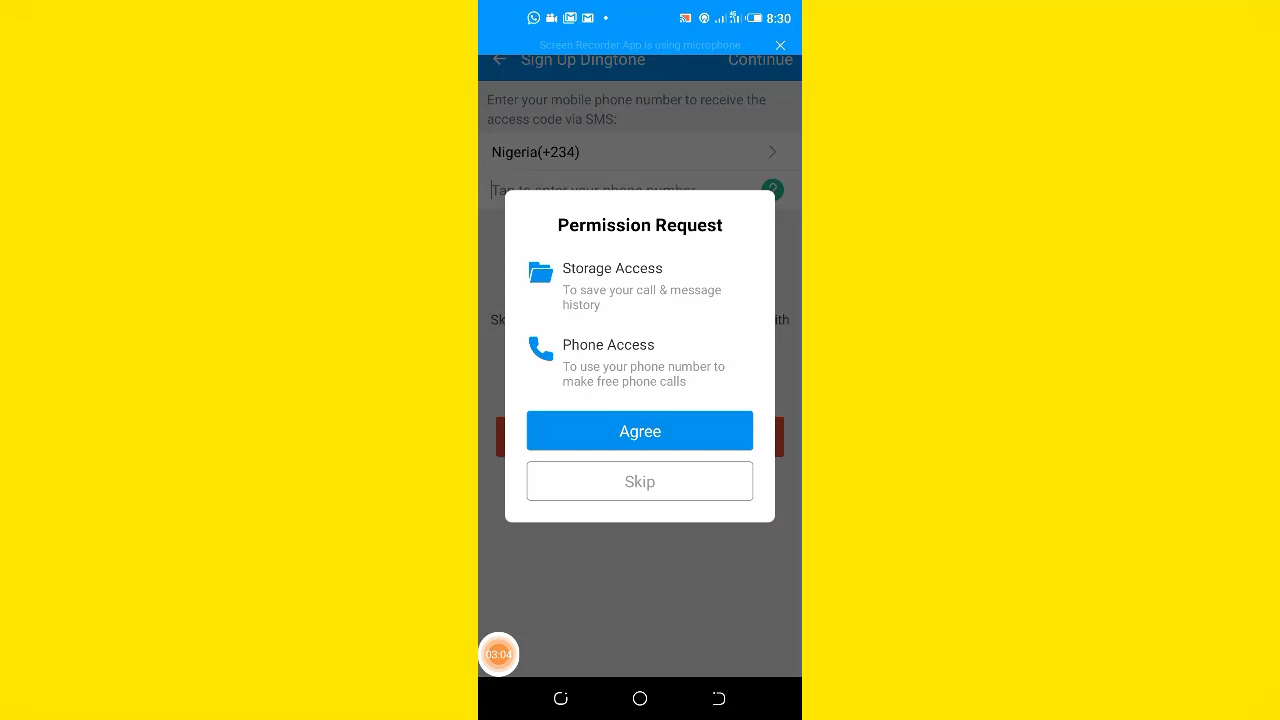 8:30
Screen Recorder App is using microphone
Sign Up Dingtone
Continue
Enter your mobile phone number to receive the
access code via SMS:
Nigeria(+234)
Tap to enter your phone number
?
Permission Request
Storage Access
To save your call & message
history
Sk
ith
Phone Access
To use your phone number to
make free phone calls
Agree
Skip
03:04